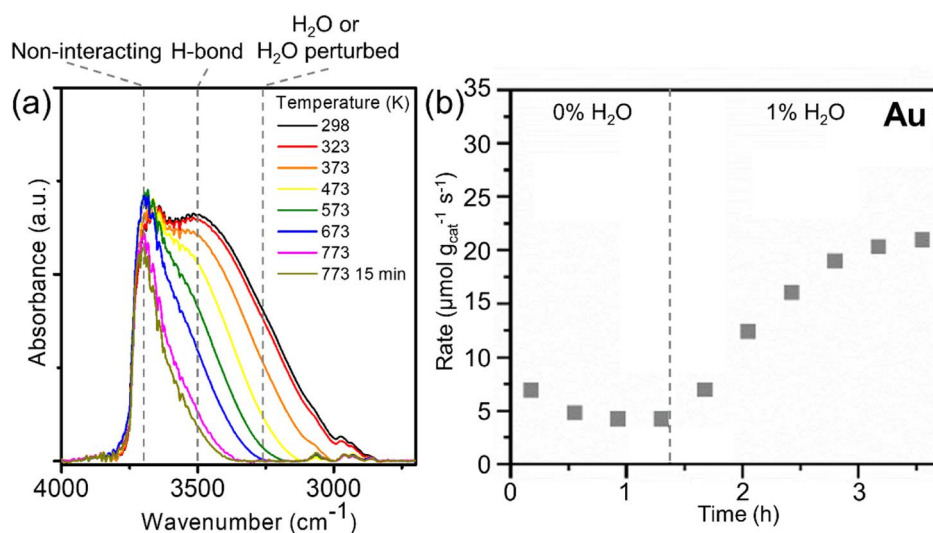 H₂O or
Non-interacting H-bond H₂O perturbed
(a)
Temperature (K)
298
323
373
473
573
673
773
773 15 min
Absorbance (a.u.)
4000 3500 3000
Wavenumber (cm⁻¹)
(b)
0% H₂O 1% H₂O Au
35
30
25
20
15
10
5
0
Rate (µmol g_cat⁻¹ s⁻¹)
0 1 2 3
Time (h)